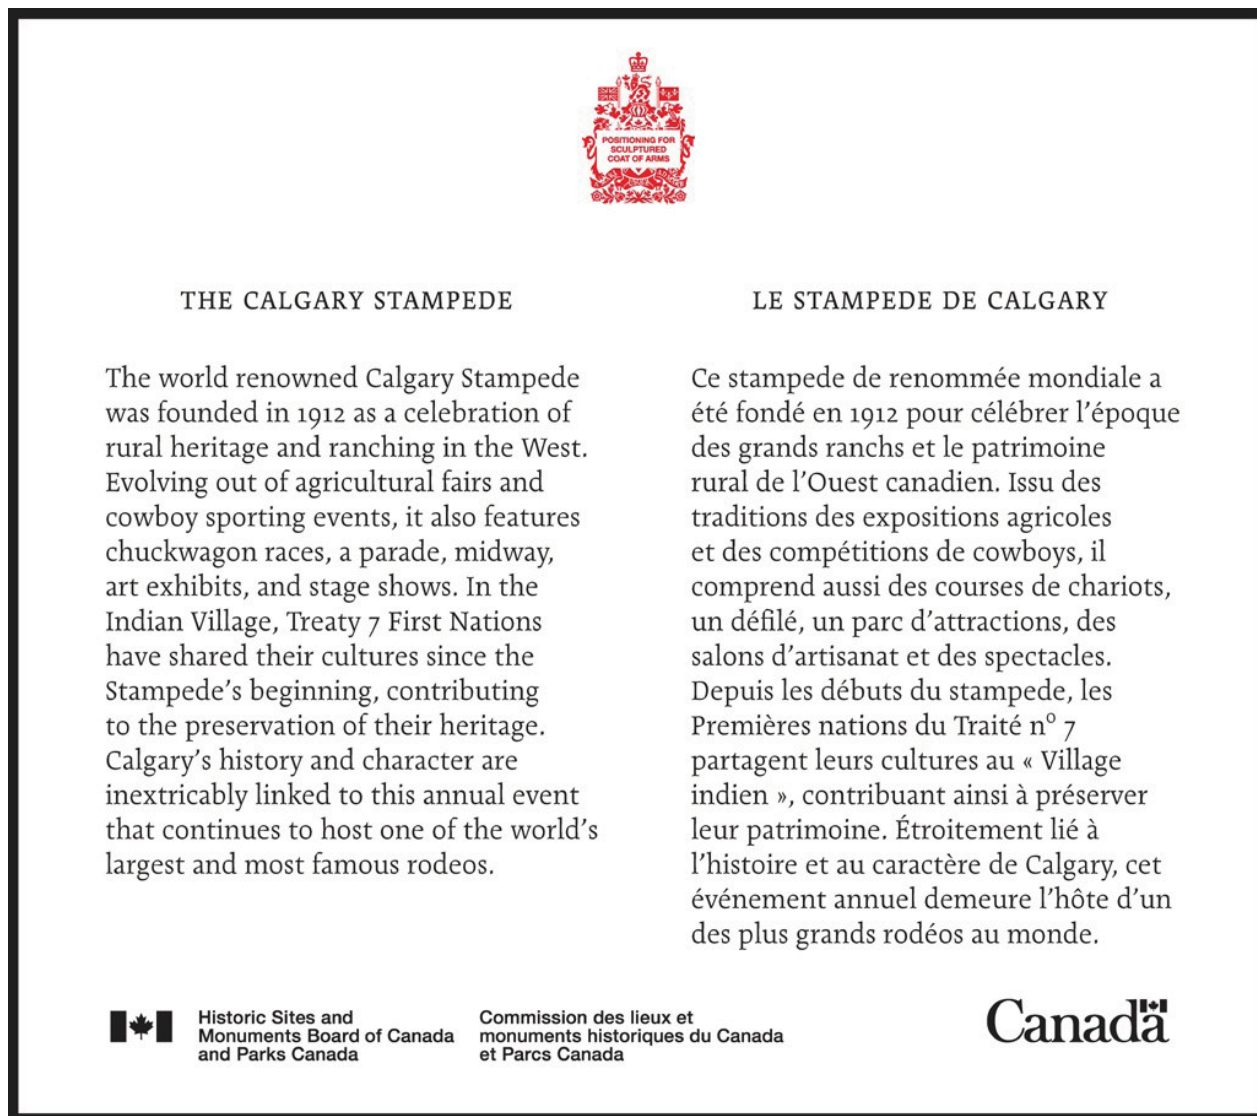 POSITIONING FOR
SCULPTURED
COAT OF ARMS
THE CALGARY STAMPEDE
The world renowned Calgary Stampede
was founded in 1912 as a celebration of
rural heritage and ranching in the West.
Evolving out of agricultural fairs and
cowboy sporting events, it also features
chuckwagon races, a parade, midway,
art exhibits, and stage shows. In the
Indian Village, Treaty 7 First Nations
have shared their cultures since the
Stampede’s beginning, contributing
to the preservation of their heritage.
Calgary’s history and character are
inextricably linked to this annual event
that continues to host one of the world’s
largest and most famous rodeos.
LE STAMPEDE DE CALGARY
Ce stampede de renommée mondiale a
été fondé en 1912 pour célébrer l’époque
des grands ranchs et le patrimoine
rural de l’Ouest canadien. Issu des
traditions des expositions agricoles
et des compétitions de cowboys, il
comprend aussi des courses de chariots,
un défilé, un parc d’attractions, des
salons d’artisanat et des spectacles.
Depuis les débuts du stampede, les
Premières nations du Traité nº 7
partagent leurs cultures au « Village
indien », contribuant ainsi à préserver
leur patrimoine. Étroitement lié à
l’histoire et au caractère de Calgary, cet
événement annuel demeure l’hôte d’un
des plus grands rodéos au monde.
Historic Sites and
Monuments Board of Canada
and Parks Canada
Commission des lieux et
monuments historiques du Canada
et Parcs Canada
Canada